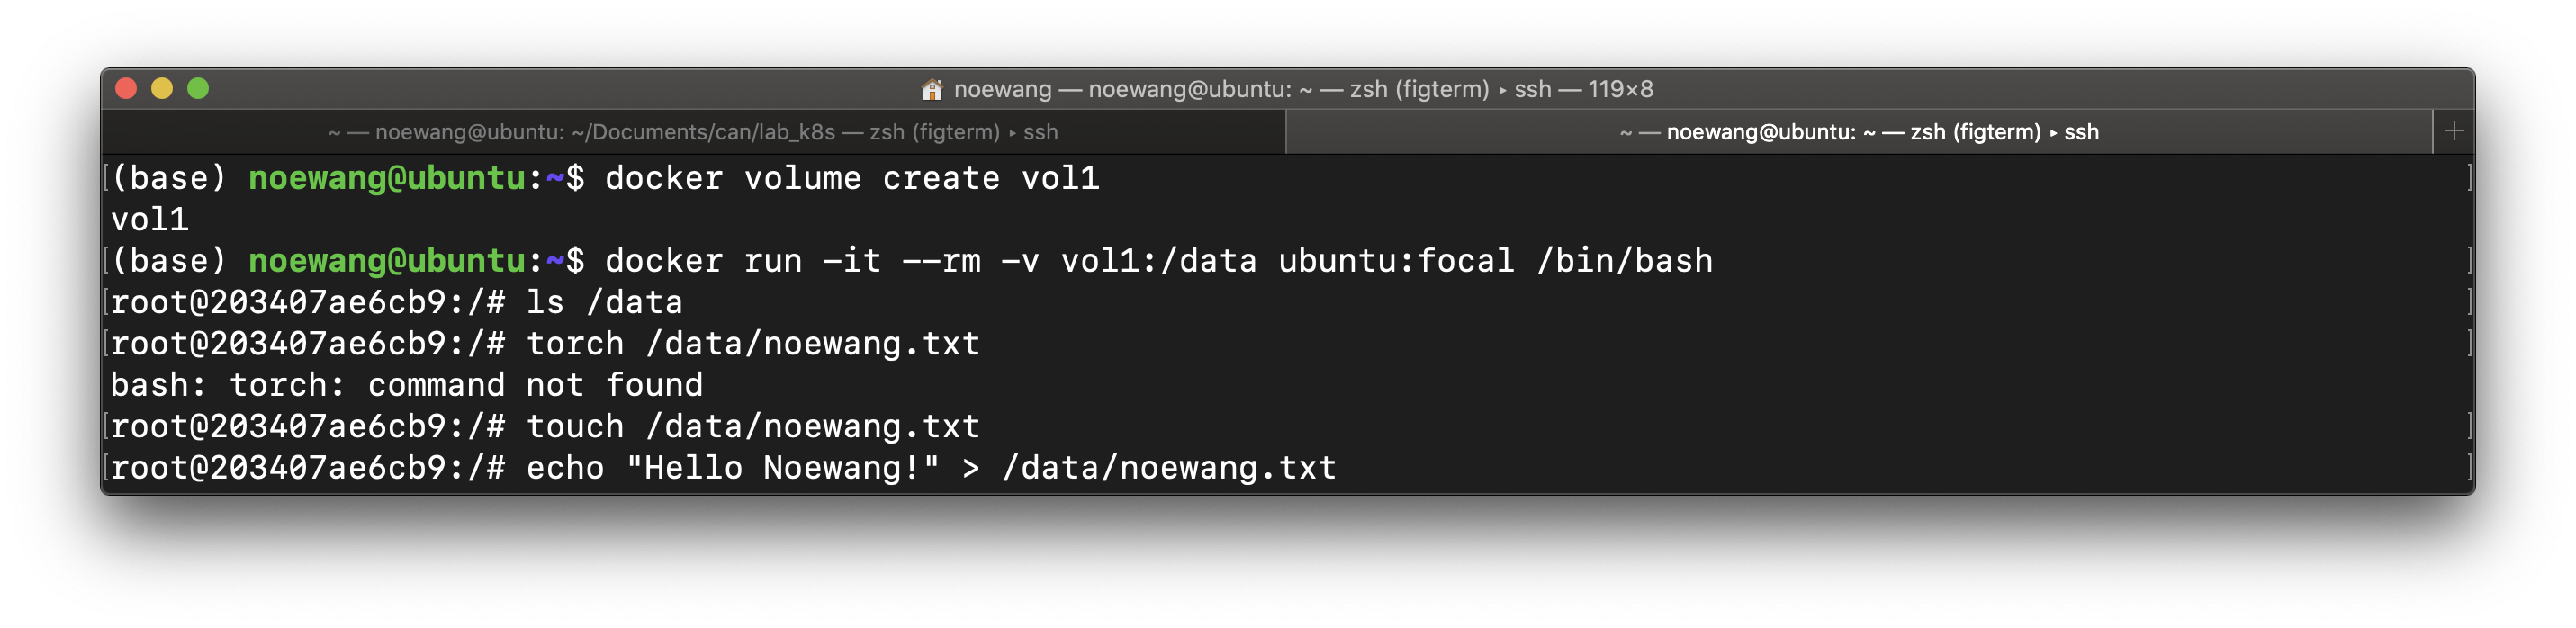 noewang — noewang@ubuntu: ~ — zsh (figterm) ▸ ssh — 119×8
~ — noewang@ubuntu: ~/Documents/can/lab_k8s — zsh (figterm) ▸ ssh
~ — noewang@ubuntu: ~ — zsh (figterm) ▸ ssh
+
[(base) noewang@ubuntu:~$ docker volume create vol1 ]
vol1
[(base) noewang@ubuntu:~$ docker run -it --rm -v vol1:/data ubuntu:focal /bin/bash ]
[root@203407ae6cb9:/# ls /data ]
[root@203407ae6cb9:/# torch /data/noewang.txt ]
bash: torch: command not found
[root@203407ae6cb9:/# touch /data/noewang.txt ]
[root@203407ae6cb9:/# echo "Hello Noewang!" > /data/noewang.txt ]